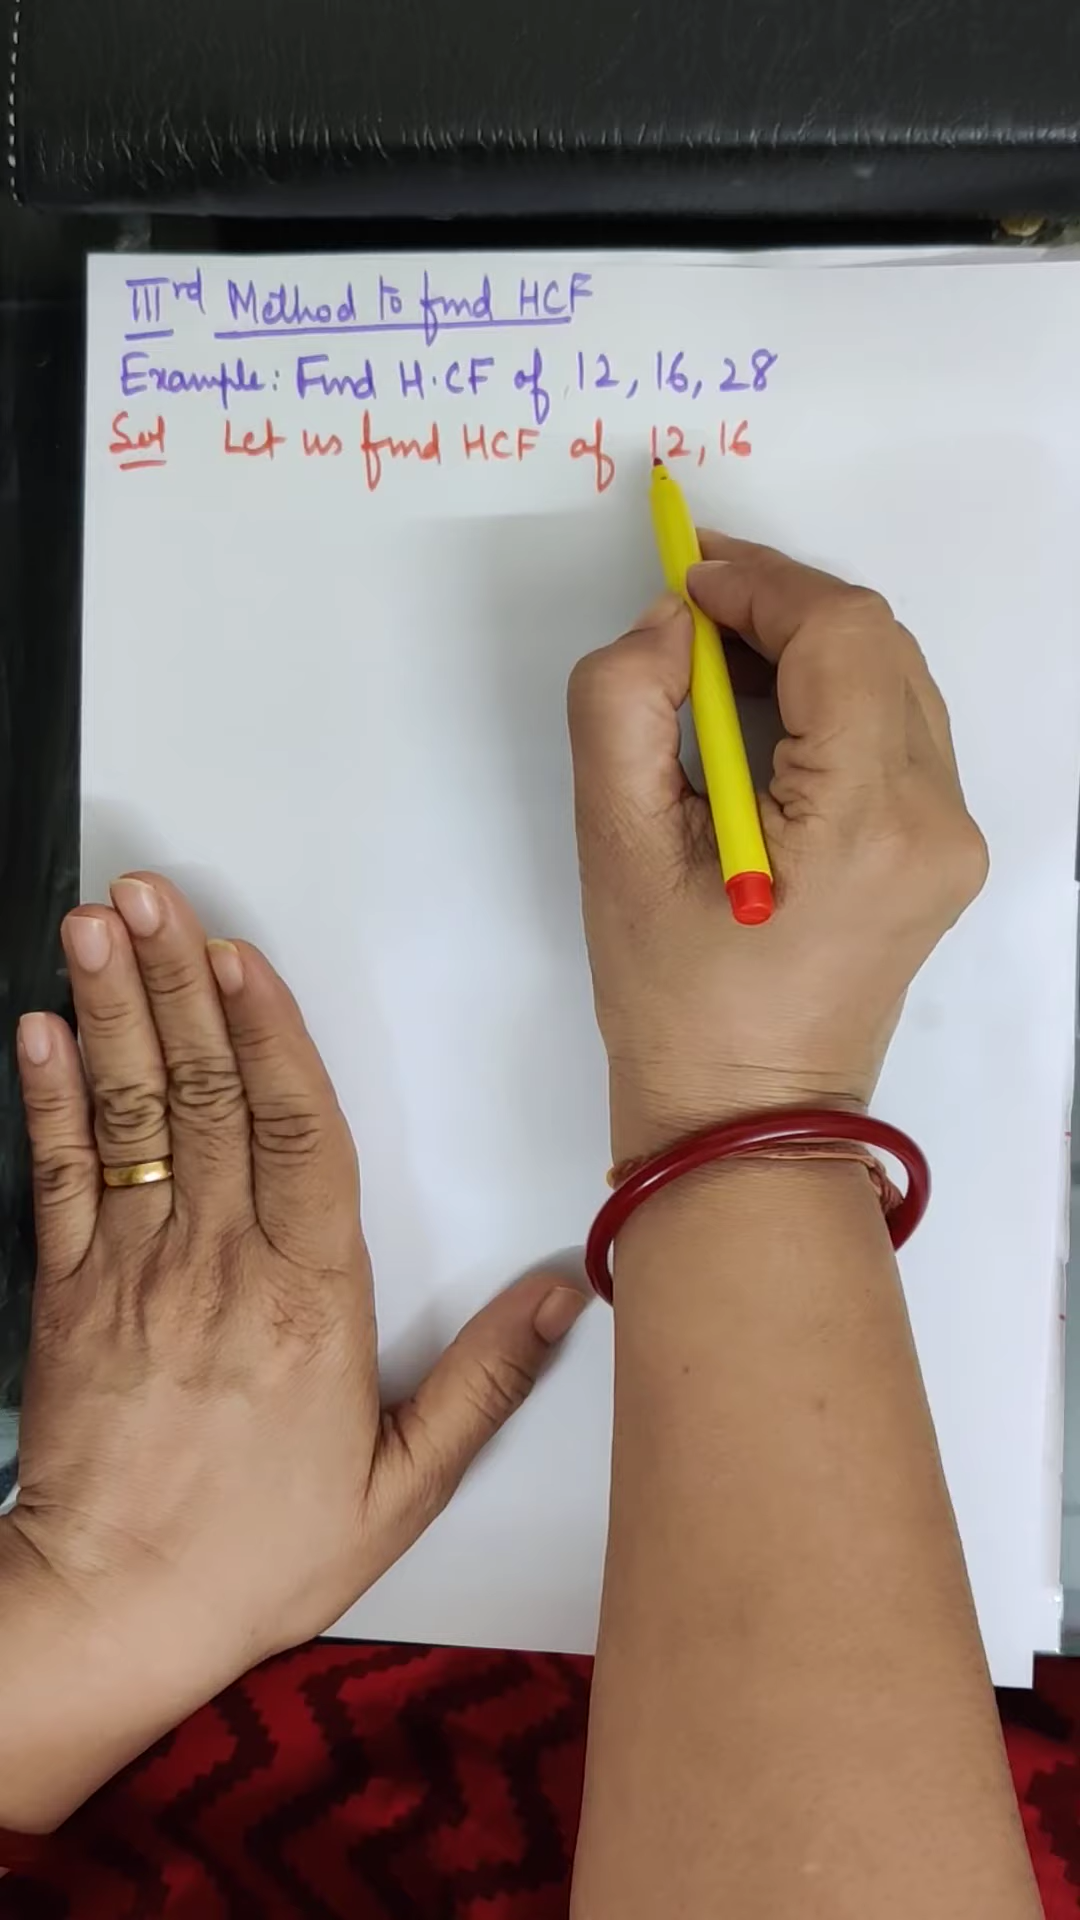 IIIrd Method to find HCF
Example: Find H.CF of 12, 16, 28
Sol Let us find HCF of 12, 16